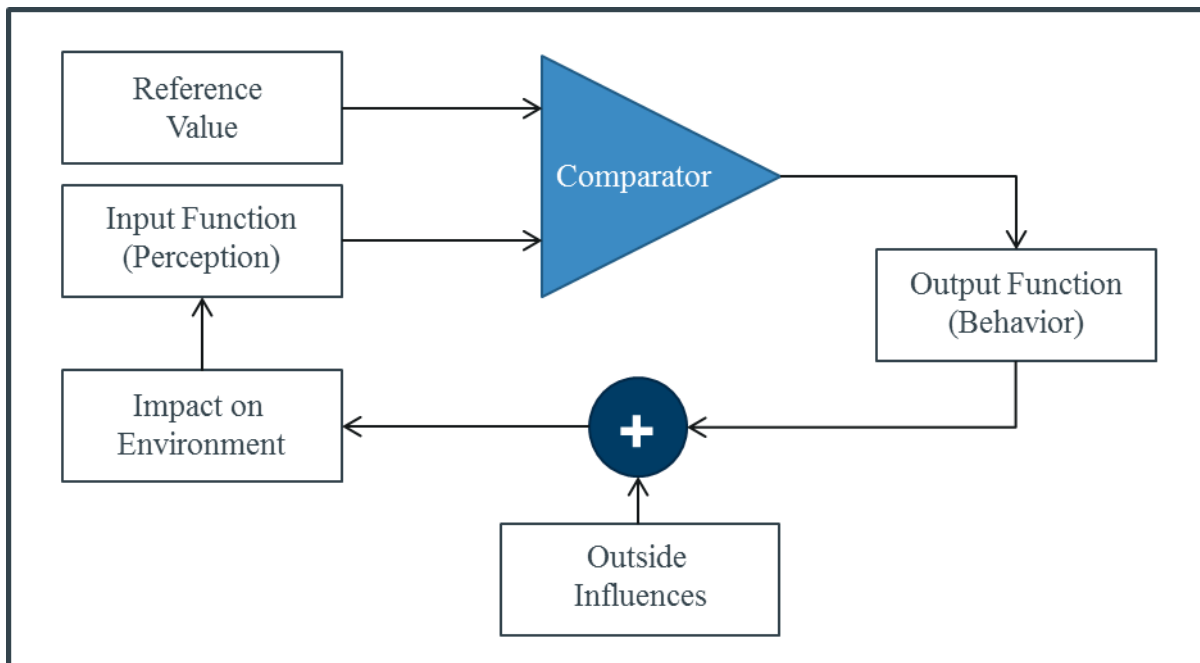 Reference
Value
Input Function
(Perception)
Comparator
Output Function
(Behavior)
Impact on
Environment
+
Outside
Influences